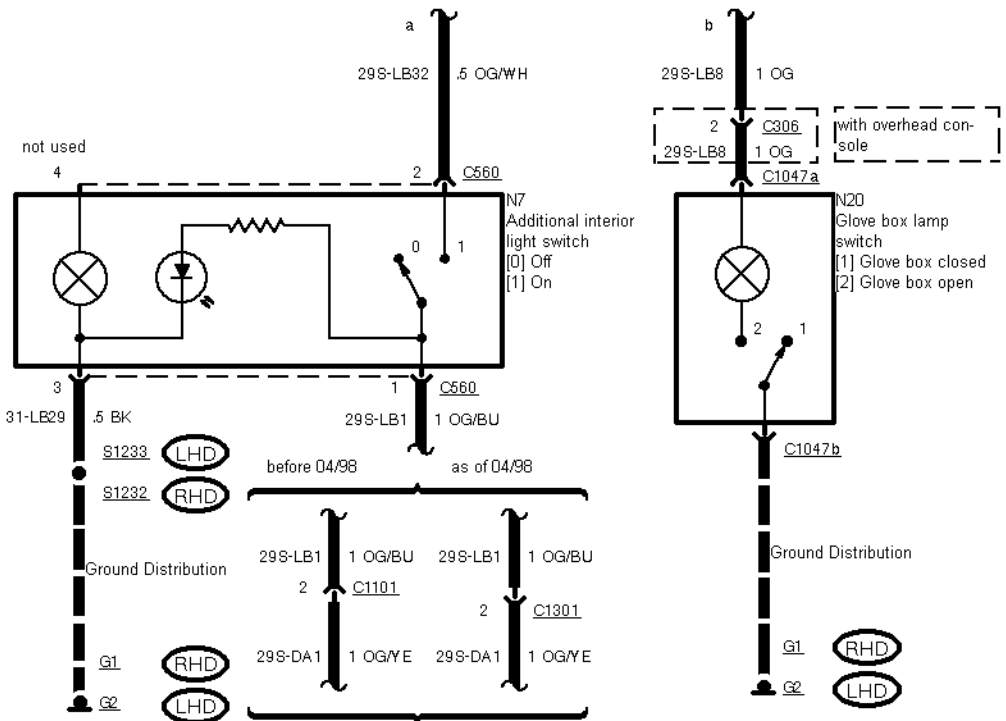 a
b
29S-LB32 .5 OG/WH
29S-LB8 1 OG
2 C306
with overhead con-
sole
29S-LB8 1 OG
not used
4
2 C560
C1047a
N7
Additional interior
light switch
[0] Off
[1] On
0 1
N20
Glove box lamp
switch
[1] Glove box closed
[2] Glove box open
2 1
3
1 C560
31-LB29 .5 BK
29S-LB1 1 OG/BU
C1047b
S1233 LHD
S1232 RHD
before 04/98
as of 04/98
29S-LB1 1 OG/BU
29S-LB1 1 OG/BU
Ground Distribution
Ground Distribution
2 C1101
2 C1301
29S-DA1 1 OG/YE
29S-DA1 1 OG/YE
G1 RHD
G2 LHD
G1 RHD
G2 LHD